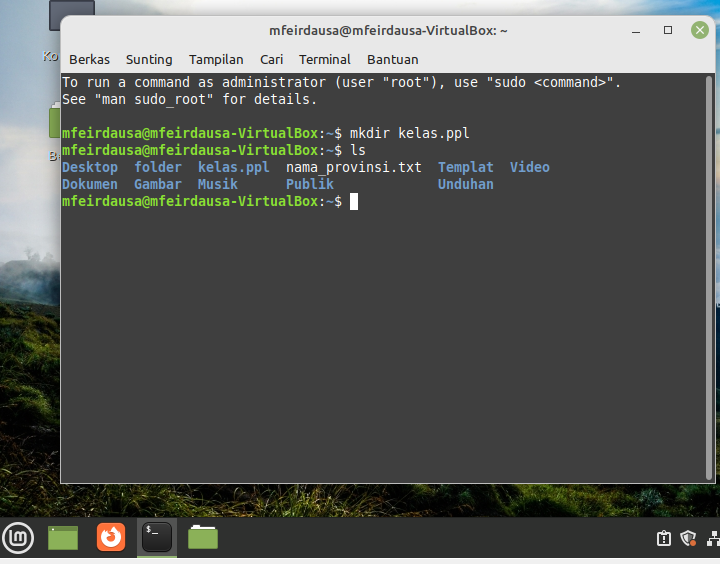 mfeirdausa@mfeirdausa-VirtualBox: ~
Ko
Berkas Sunting Tampilan Cari Terminal Bantuan
To run a command as administrator (user "root"), use "sudo <command>".
See "man sudo_root" for details.
mfeirdausa@mfeirdausa-VirtualBox:~$ mkdir kelas.ppl
mfeirdausa@mfeirdausa-VirtualBox:~$ ls
Desktop folder kelas.ppl nama_provinsi.txt Templat Video
Dokumen Gambar Musik Publik Unduhan
mfeirdausa@mfeirdausa-VirtualBox:~$